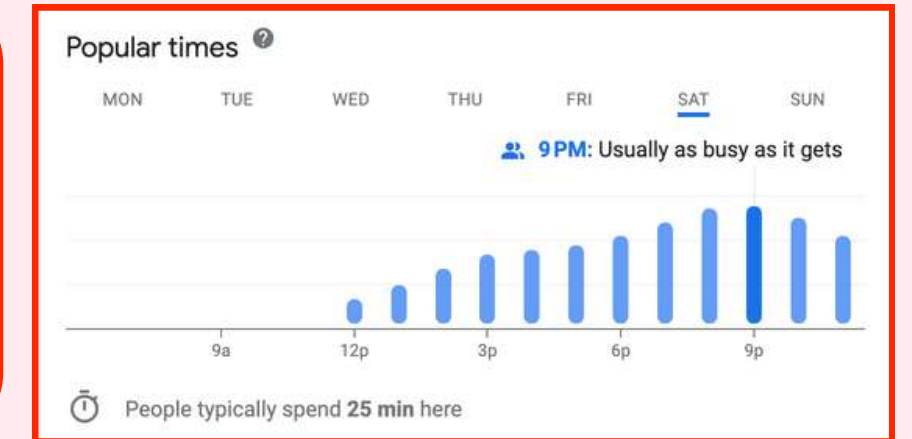 Popular times ?
MON TUE WED THU FRI SAT SUN
9 PM: Usually as busy as it gets
9a 12p 3p 6p 9p
People typically spend 25 min here